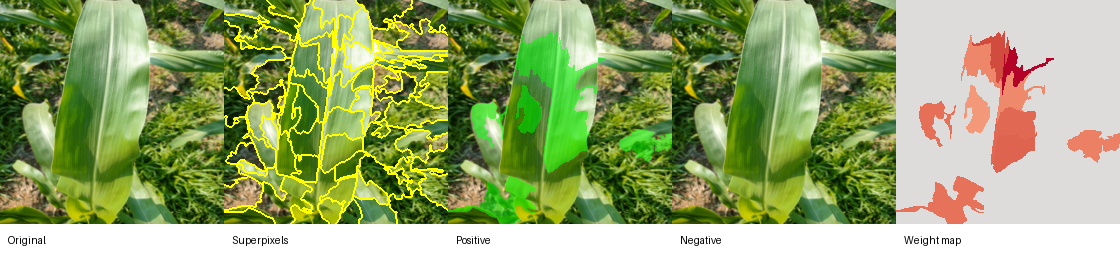 Original
Superpixels
Positive
Negative
Weight map